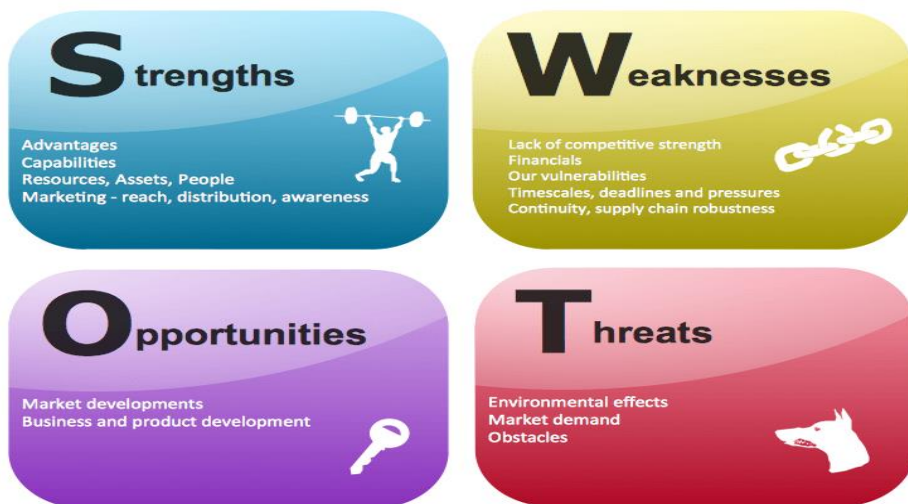 Strengths
Advantages
Capabilities
Resources, Assets, People
Marketing - reach, distribution, awareness
Weaknesses
Lack of competitive strength
Financials
Our vulnerabilities
Timescales, deadlines and pressures
Continuity, supply chain robustness
Opportunities
Market developments
Business and product development
Threats
Environmental effects
Market demand
Obstacles